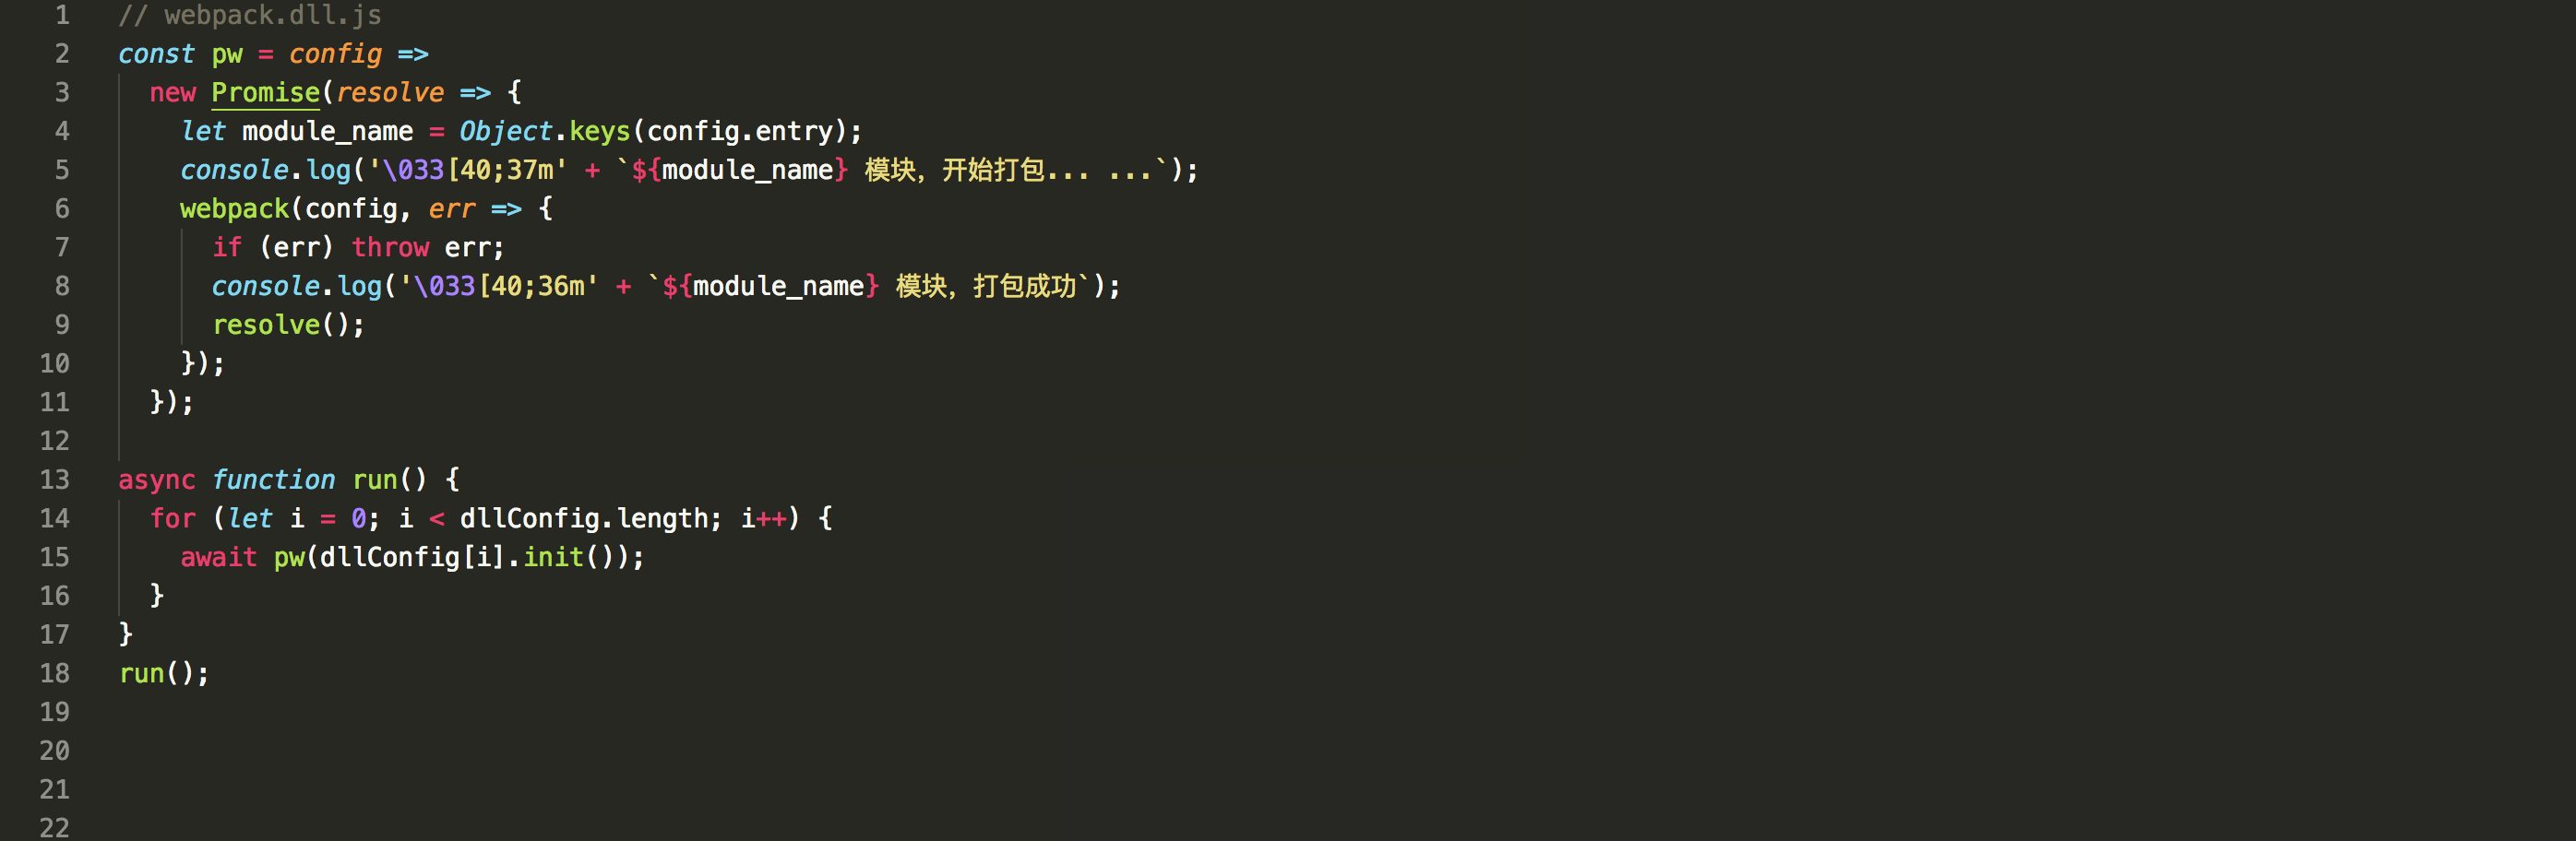 1 // webpack.dll.js
2 const pw = config =>
3   new Promise(resolve => {
4     let module_name = Object.keys(config.entry);
5     console.log('\033[40;37m' + `${module_name} 模块，开始打包... ...`);
6     webpack(config, err => {
7       if (err) throw err;
8       console.log('\033[40;36m' + `${module_name} 模块，打包成功`);
9       resolve();
10     });
11   });
12
13 async function run() {
14   for (let i = 0; i < dllConfig.length; i++) {
15     await pw(dllConfig[i].init());
16   }
17 }
18 run();
19
20
21
22